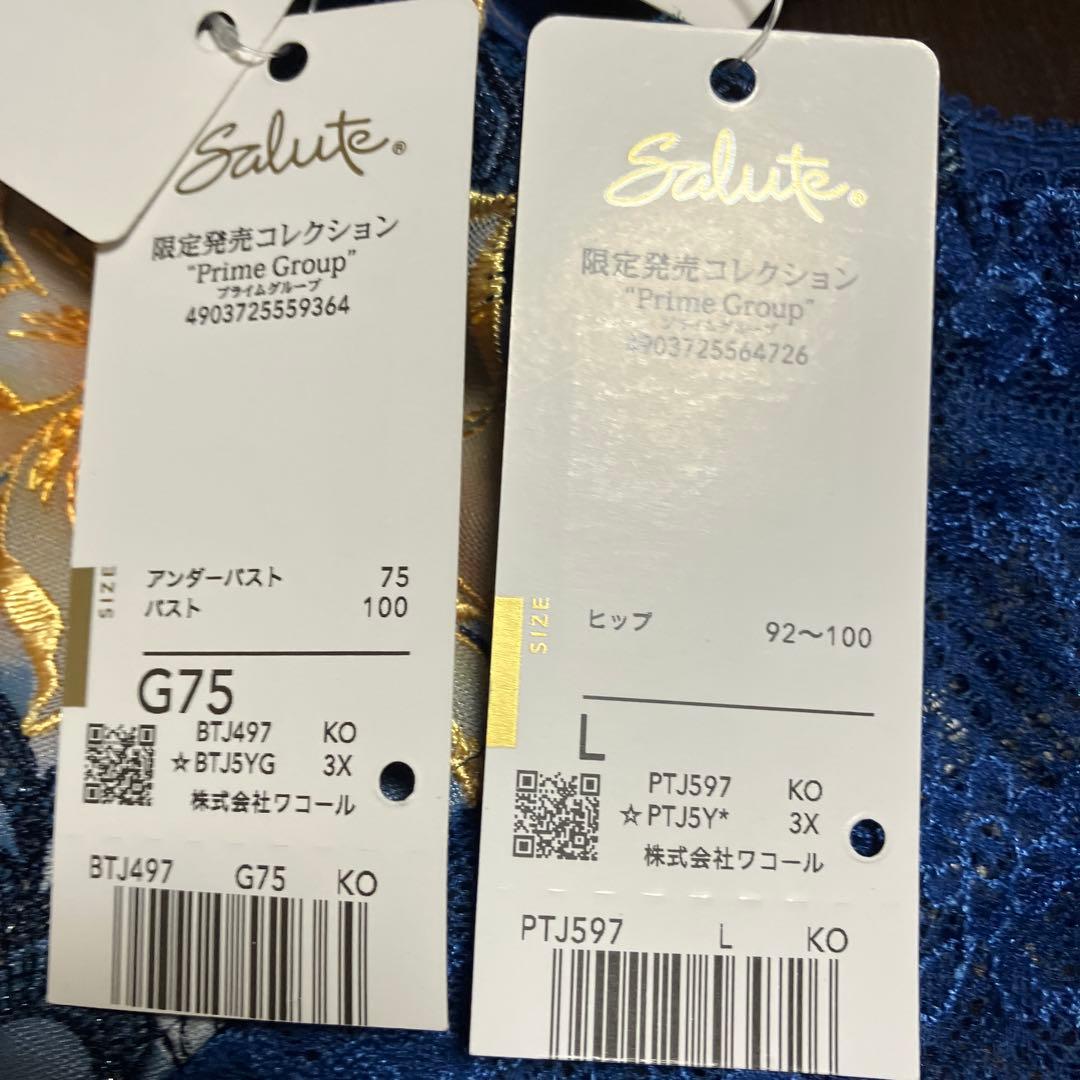 Salute®
限定発売コレクション
"Prime Group"
プライムグループ
4903725559364
SIZE
アンダーバスト 75
バスト 100
G75
BTJ497 KO
☆BTJ5YG 3X
株式会社ワコール
BTJ497 G75 KO
Salute®
限定発売コレクション
"Prime Group"
プライムグループ
4903725564726
SIZE
ヒップ 92〜100
L
PTJ597 KO
☆PTJ5Y* 3X
株式会社ワコール
PTJ597 L KO